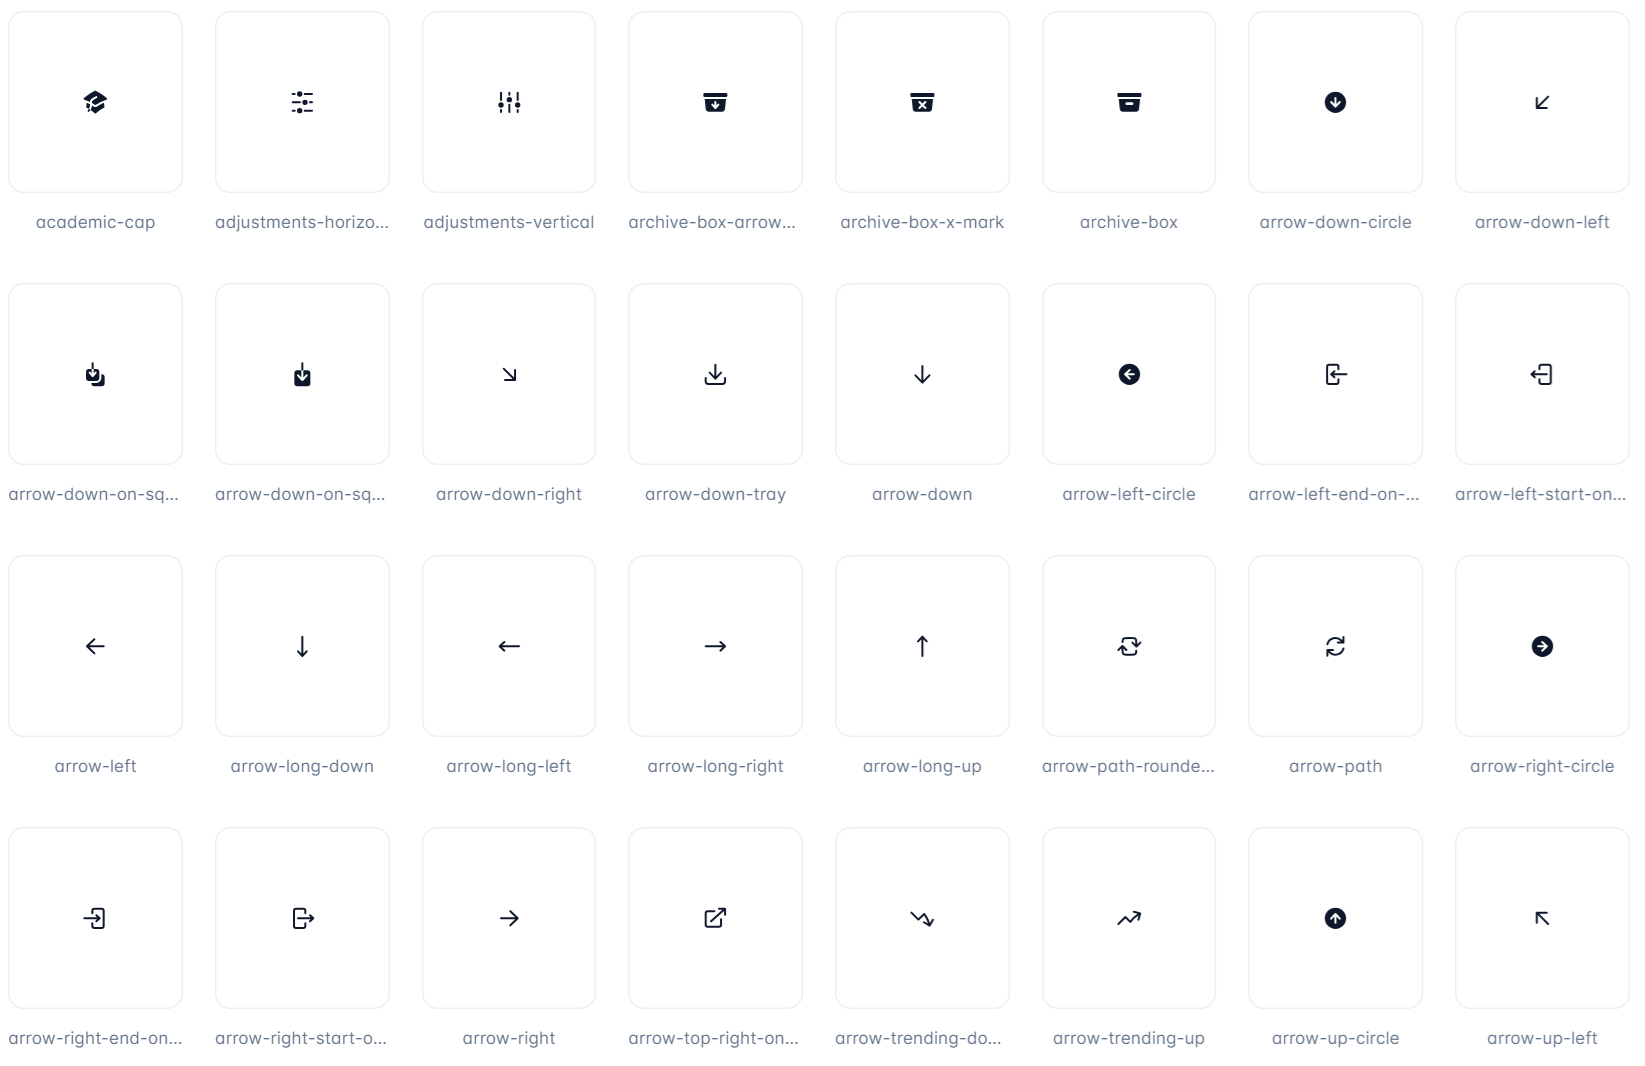 academic-cap
adjustments-horizo...
adjustments-vertical
archive-box-arrow...
archive-box-x-mark
archive-box
arrow-down-circle
arrow-down-left
arrow-down-on-sq...
arrow-down-on-sq...
arrow-down-right
arrow-down-tray
arrow-down
arrow-left-circle
arrow-left-end-on-...
arrow-left-start-on...
arrow-left
arrow-long-down
arrow-long-left
arrow-long-right
arrow-long-up
arrow-path-rounde...
arrow-path
arrow-right-circle
arrow-right-end-on...
arrow-right-start-o...
arrow-right
arrow-top-right-on...
arrow-trending-do...
arrow-trending-up
arrow-up-circle
arrow-up-left